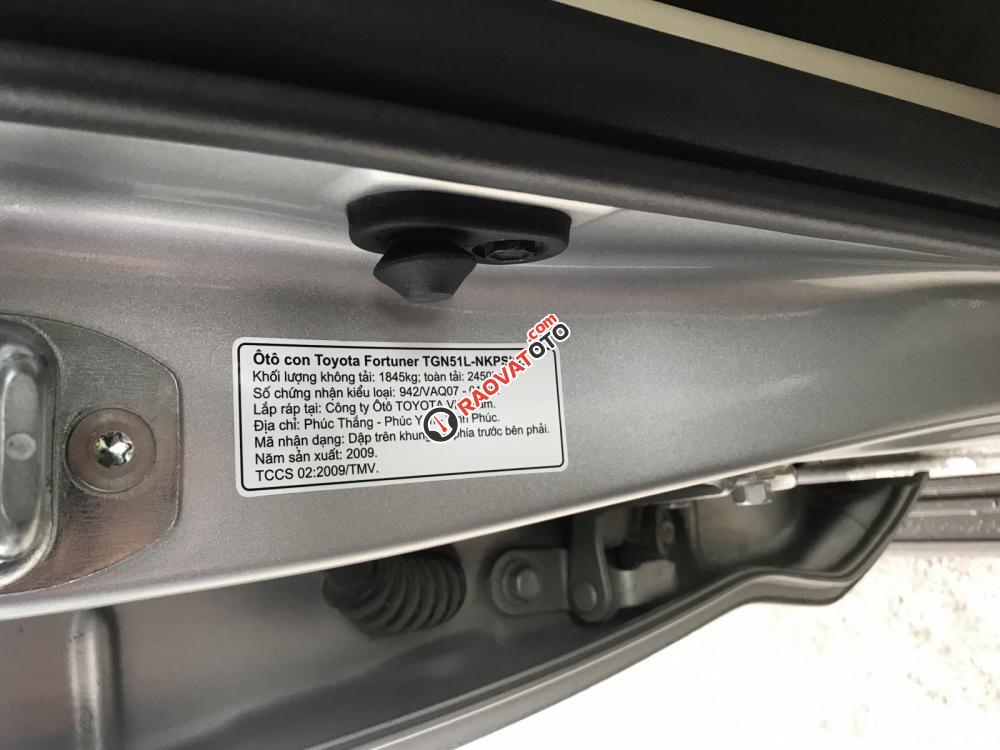 Ôtô con Toyota Fortuner TGN51L-NKPS
Khối lượng không tải: 1845kg; toàn tải: 2450
Số chứng nhận kiểu loại: 942/VAQ07 -
Lắp ráp tại: Công ty Ôtô TOYOTA
Địa chỉ: Phúc Thắng - Phúc Phúc.
Mã nhận dạng: Dập trên khung phía trước bên phải.
Năm sản xuất: 2009.
TCCS 02:2009/TMV.
RAOVATOTO.com